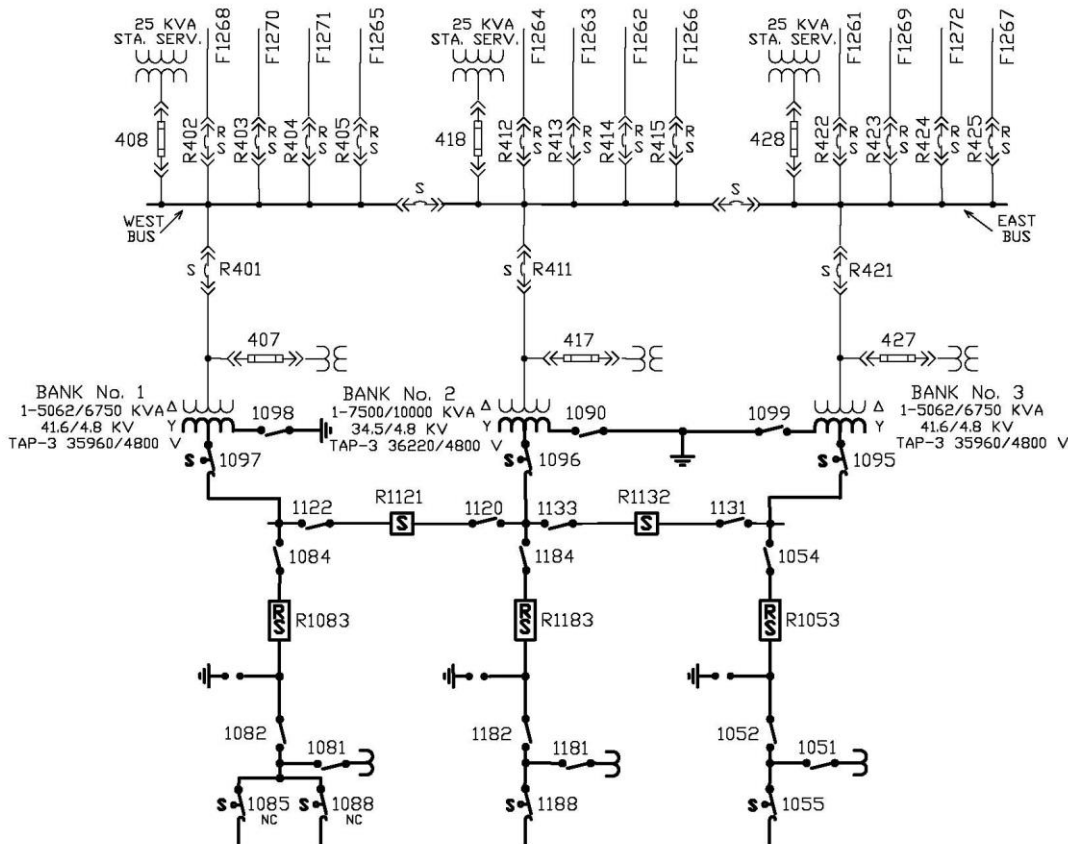 25 KVA
STA. SERV.
F1268
F1270
F1271
F1265
25 KVA
STA. SERV.
F1264
F1263
F1262
F1266
25 KVA
STA. SERV.
F1261
F1269
F1272
F1267
408
R402
R S
R403
R S
R404
R S
R405
R S
418
R412
R S
R413
R S
R414
R S
R415
R S
428
R422
R S
R423
R S
R424
R S
R425
R S
WEST
BUS
S
S
EAST
BUS
S
R401
S
R411
S
R421
407
417
427
BANK No. 1
1-5062/6750 KVA
41.6/4.8 KV
TAP-3 35960/4800 V
Δ
Y
1098
BANK No. 2
1-7500/10000 KVA
34.5/4.8 KV
TAP-3 36220/4800 V
Δ
Y
1090
1099
BANK No. 3
1-5062/6750 KVA
41.6/4.8 KV
TAP-3 35960/4800 V
Δ
Y
S
1097
S
1096
S
1095
1122
R1121
S
1120
1133
R1132
S
1131
1084
1184
1054
RS
R1083
RS
R1183
RS
R1053
1082
1081
1182
1181
1052
1051
S
1085
NC
S
1088
NC
S
1188
S
1055